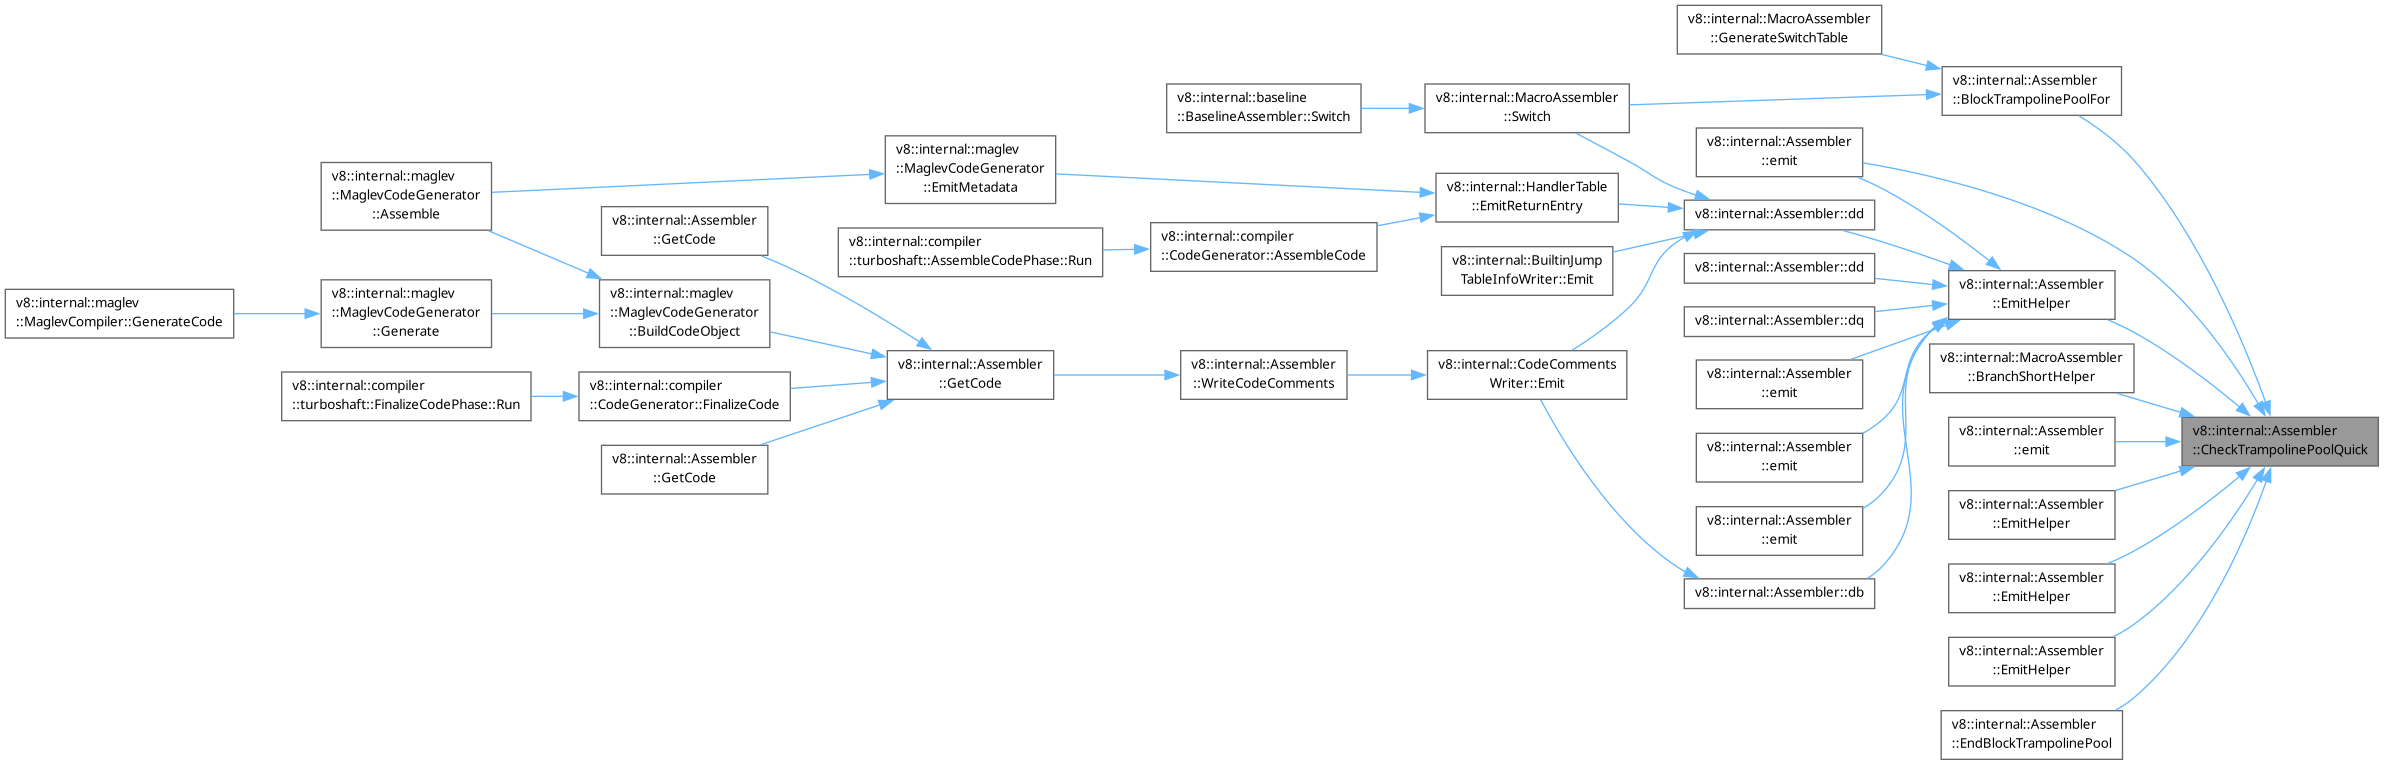 v8::internal::MacroAssembler
::GenerateSwitchTable
v8::internal::Assembler
::BlockTrampolinePoolFor
v8::internal::baseline
::BaselineAssembler::Switch
v8::internal::MacroAssembler
::Switch
v8::internal::Assembler
::emit
v8::internal::maglev
::MaglevCodeGenerator
::EmitMetadata
v8::internal::maglev
::MaglevCodeGenerator
::Assemble
v8::internal::HandlerTable
::EmitReturnEntry
v8::internal::Assembler::dd
v8::internal::Assembler
::GetCode
v8::internal::compiler
::turboshaft::AssembleCodePhase::Run
v8::internal::compiler
::CodeGenerator::AssembleCode
v8::internal::BuiltinJump
TableInfoWriter::Emit
v8::internal::Assembler::dd
v8::internal::Assembler
::EmitHelper
v8::internal::maglev
::MaglevCompiler::GenerateCode
v8::internal::maglev
::MaglevCodeGenerator
::Generate
v8::internal::maglev
::MaglevCodeGenerator
::BuildCodeObject
v8::internal::Assembler::dq
v8::internal::Assembler
::GetCode
v8::internal::Assembler
::WriteCodeComments
v8::internal::CodeComments
Writer::Emit
v8::internal::Assembler
::emit
v8::internal::MacroAssembler
::BranchShortHelper
v8::internal::compiler
::turboshaft::FinalizeCodePhase::Run
v8::internal::compiler
::CodeGenerator::FinalizeCode
v8::internal::Assembler
::GetCode
v8::internal::Assembler
::emit
v8::internal::Assembler
::emit
v8::internal::Assembler
::CheckTrampolinePoolQuick
v8::internal::Assembler
::emit
v8::internal::Assembler
::EmitHelper
v8::internal::Assembler::db
v8::internal::Assembler
::EmitHelper
v8::internal::Assembler
::EmitHelper
v8::internal::Assembler
::EndBlockTrampolinePool